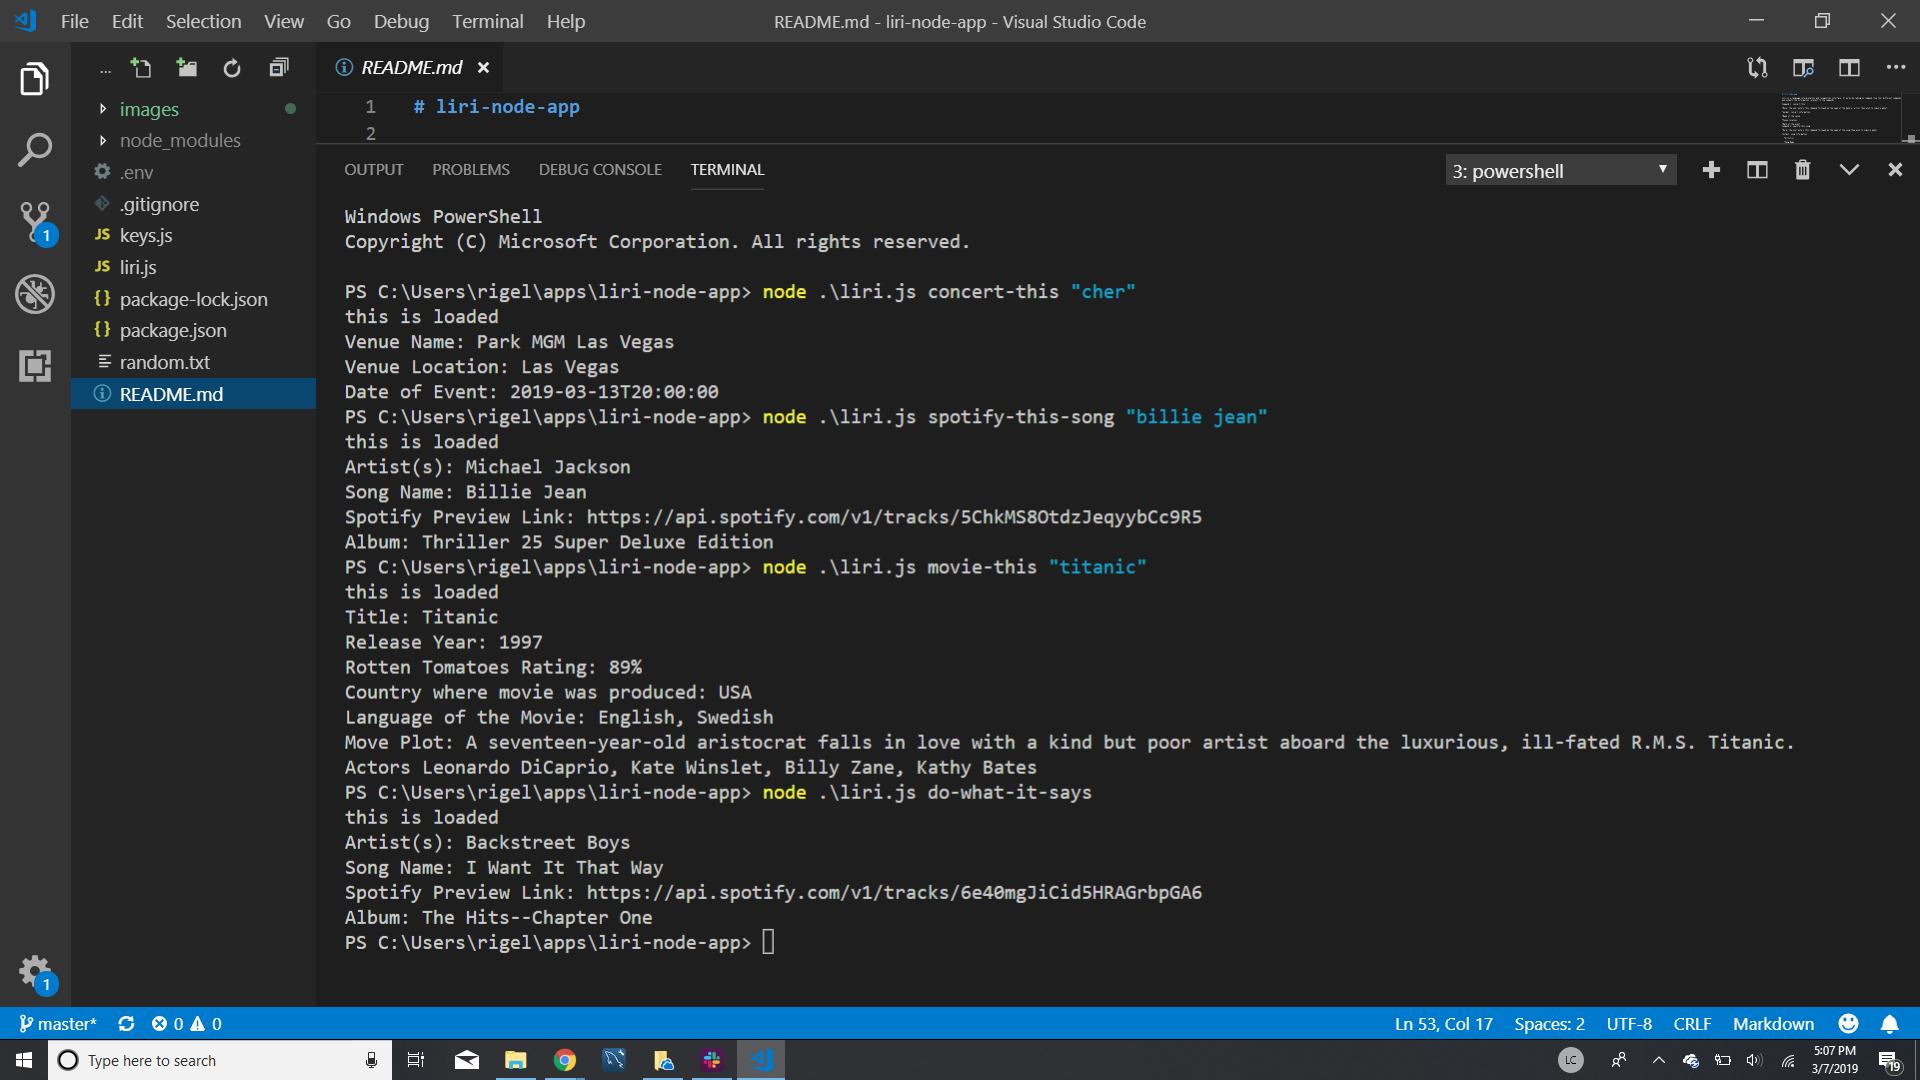 File Edit Selection View Go Debug Terminal Help
README.md - liri-node-app - Visual Studio Code
... 
README.md
images
node_modules
.env
.gitignore
JS keys.js
JS liri.js
{} package-lock.json
{} package.json
random.txt
README.md
1 # liri-node-app
2
OUTPUT PROBLEMS DEBUG CONSOLE TERMINAL
3: powershell
Windows PowerShell
Copyright (C) Microsoft Corporation. All rights reserved.
PS C:\Users\rigel\apps\liri-node-app> node .\liri.js concert-this "cher"
this is loaded
Venue Name: Park MGM Las Vegas
Venue Location: Las Vegas
Date of Event: 2019-03-13T20:00:00
PS C:\Users\rigel\apps\liri-node-app> node .\liri.js spotify-this-song "billie jean"
this is loaded
Artist(s): Michael Jackson
Song Name: Billie Jean
Spotify Preview Link: https://api.spotify.com/v1/tracks/5ChkMS8OtdzJeqyybCc9R5
Album: Thriller 25 Super Deluxe Edition
PS C:\Users\rigel\apps\liri-node-app> node .\liri.js movie-this "titanic"
this is loaded
Title: Titanic
Release Year: 1997
Rotten Tomatoes Rating: 89%
Country where movie was produced: USA
Language of the Movie: English, Swedish
Move Plot: A seventeen-year-old aristocrat falls in love with a kind but poor artist aboard the luxurious, ill-fated R.M.S. Titanic.
Actors Leonardo DiCaprio, Kate Winslet, Billy Zane, Kathy Bates
PS C:\Users\rigel\apps\liri-node-app> node .\liri.js do-what-it-says
this is loaded
Artist(s): Backstreet Boys
Song Name: I Want It That Way
Spotify Preview Link: https://api.spotify.com/v1/tracks/6e40mgJiCid5HRAGrbpGA6
Album: The Hits--Chapter One
PS C:\Users\rigel\apps\liri-node-app>
1
1
master* 0 0
Ln 53, Col 17 Spaces: 2 UTF-8 CRLF Markdown
Type here to search
LC
5:07 PM
3/7/2019
19